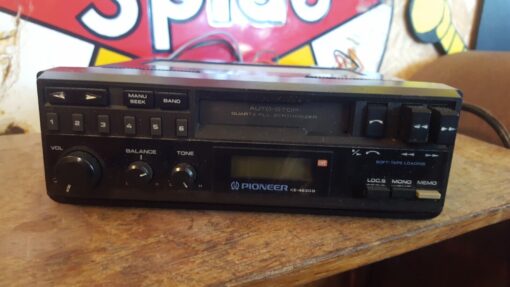 Splat
MANU
SEEK
BAND
AUTO-STOP
QUARTZ-PLL SYNTHESIZER
1 2 3 4 5 6
VOL
BALANCE
TONE
SOFT-TAPE LOADING
PIONEER
LOC.S
MONO
MEMO